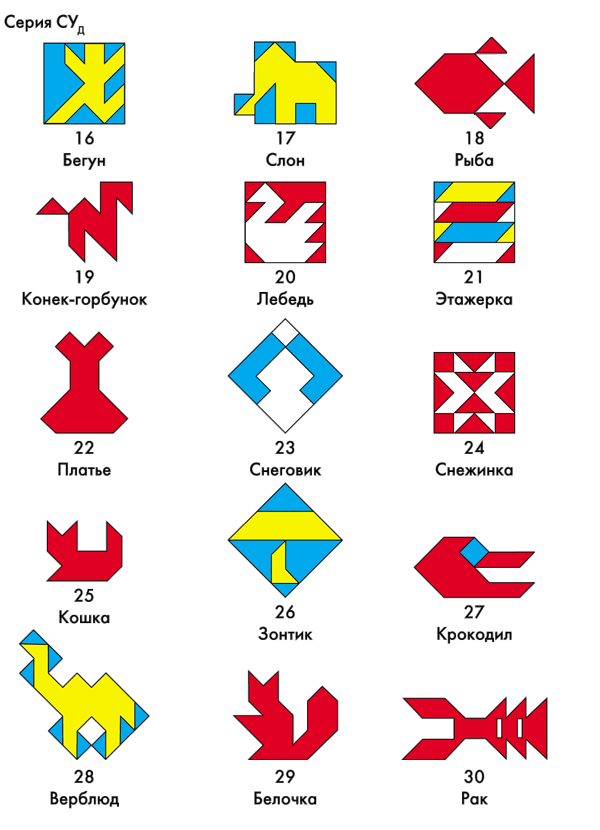 Серия СУд
16
Бегун
17
Слон
18
Рыба
19
Конек-горбунок
20
Лебедь
21
Этажерка
22
Платье
23
Снеговик
24
Снежинка
25
Кошка
26
Зонтик
27
Крокодил
28
Верблюд
29
Белочка
30
Рак